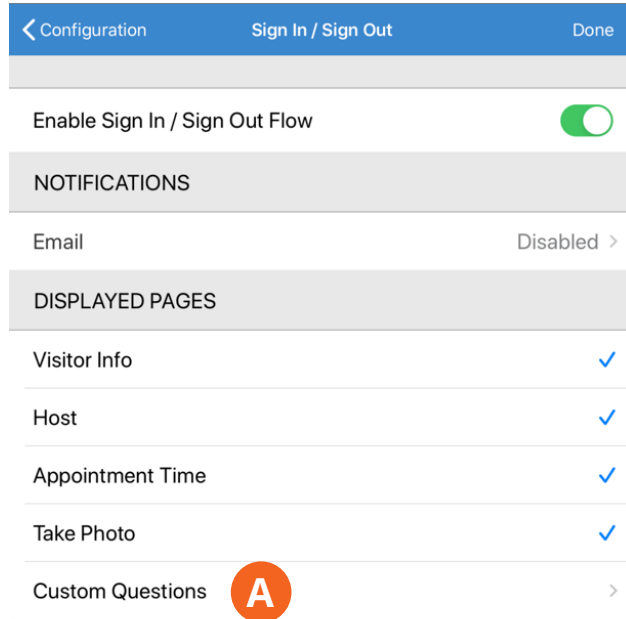 Configuration Sign In / Sign Out Done
Enable Sign In / Sign Out Flow
NOTIFICATIONS
Email Disabled
DISPLAYED PAGES
Visitor Info
Host
Appointment Time
Take Photo
Custom Questions A